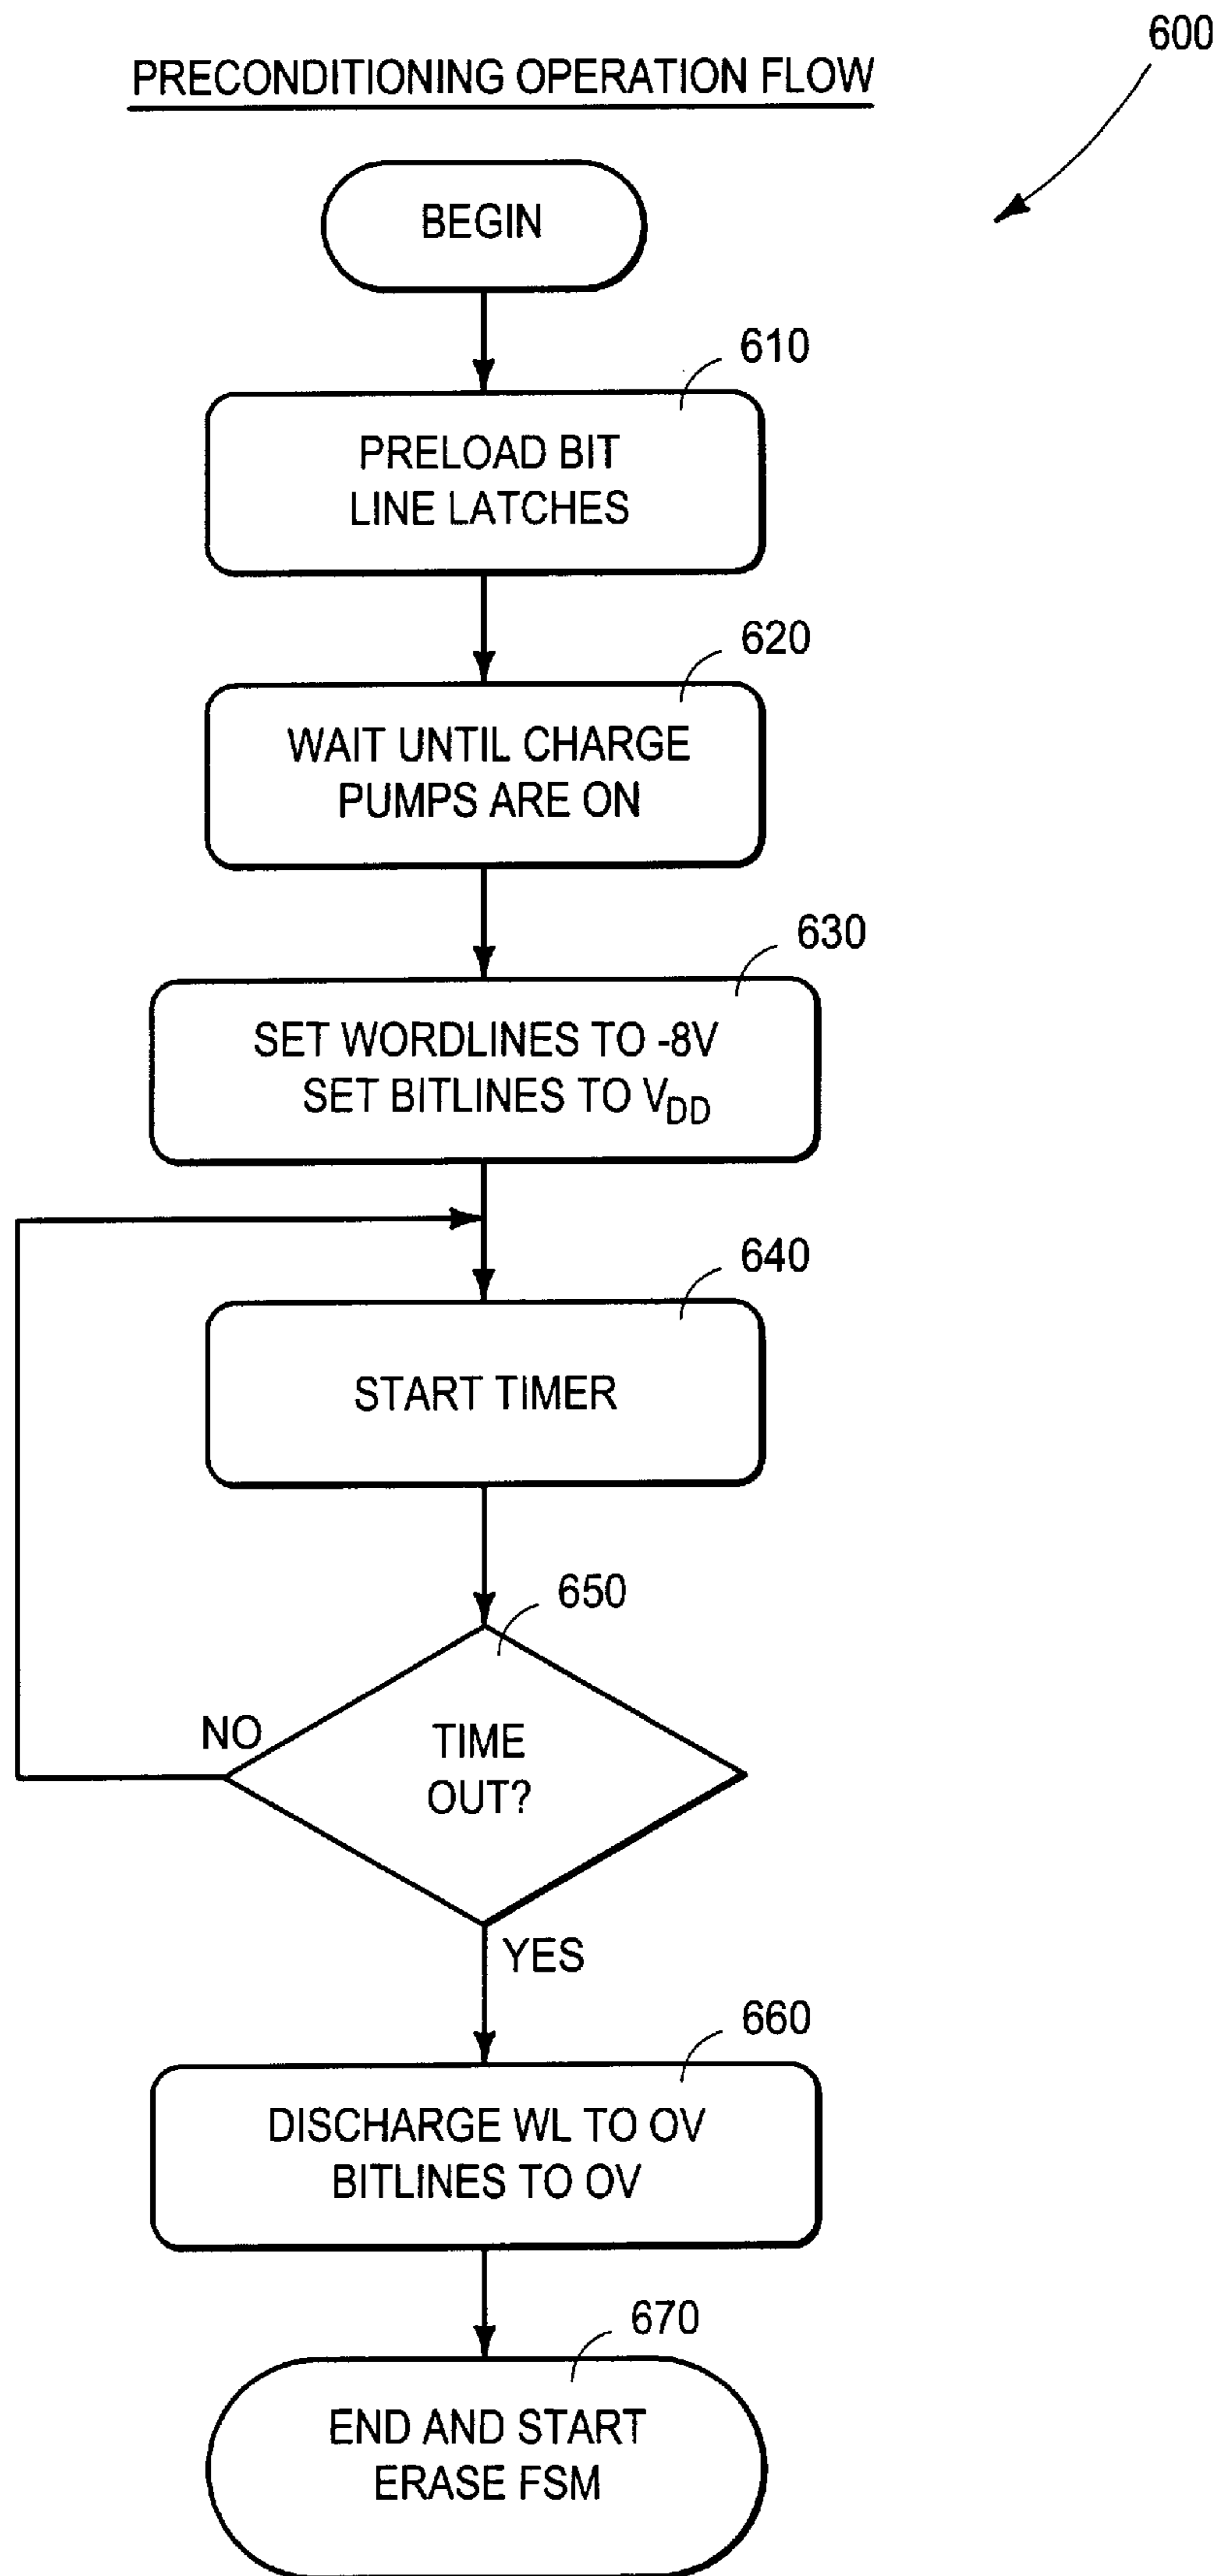 600
PRECONDITIONING OPERATION FLOW
BEGIN
610
PRELOAD BIT
LINE LATCHES
620
WAIT UNTIL CHARGE
PUMPS ARE ON
630
SET WORDLINES TO -8V
SET BITLINES TO VDD
640
START TIMER
650
NO
TIME
OUT?
YES
660
DISCHARGE WL TO OV
BITLINES TO OV
670
END AND START
ERASE FSM